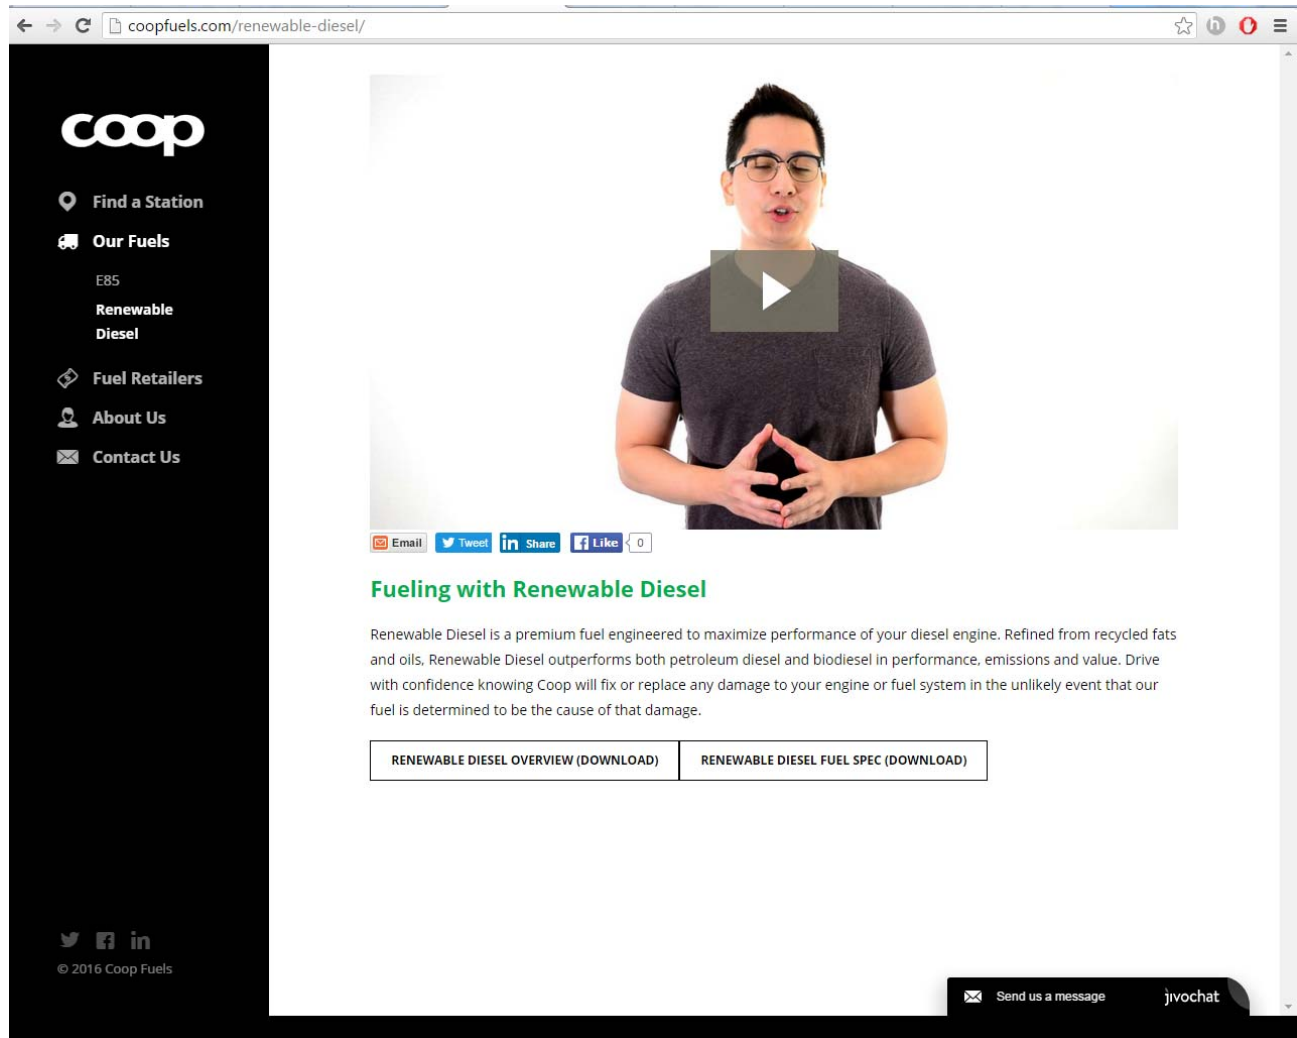 coopfuels.com/renewable-diesel/
coop
Find a Station
Our Fuels
E85
Renewable
Diesel
Fuel Retailers
About Us
Contact Us
Email
Tweet
in Share
Like
0
Fueling with Renewable Diesel
Renewable Diesel is a premium fuel engineered to maximize performance of your diesel engine. Refined from recycled fats
and oils, Renewable Diesel outperforms both petroleum diesel and biodiesel in performance, emissions and value. Drive
with confidence knowing Coop will fix or replace any damage to your engine or fuel system in the unlikely event that our
fuel is determined to be the cause of that damage.
RENEWABLE DIESEL OVERVIEW (DOWNLOAD)
RENEWABLE DIESEL FUEL SPEC (DOWNLOAD)
in
© 2016 Coop Fuels
Send us a message
jivochat